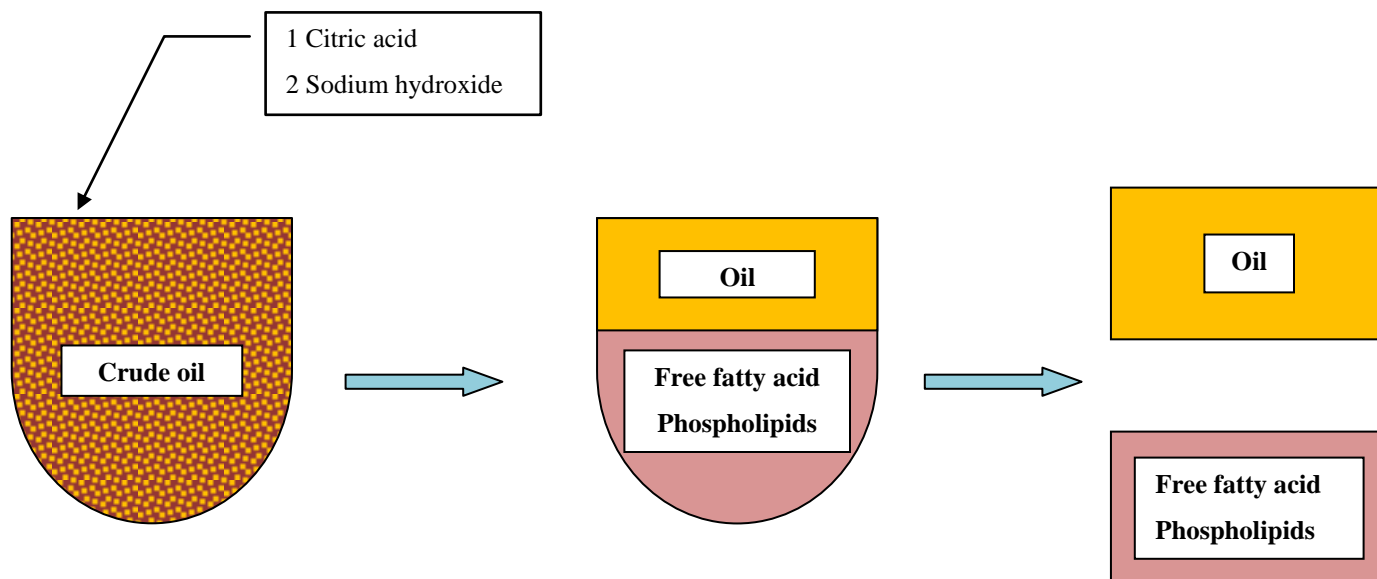 1 Citric acid
2 Sodium hydroxide
Crude oil
Oil
Free fatty acid
Phospholipids
Oil
Free fatty acid
Phospholipids